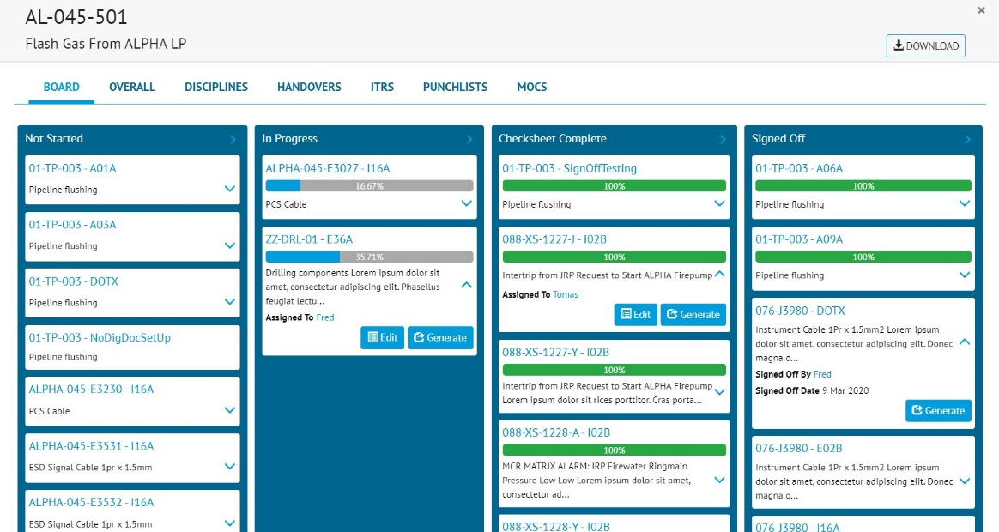 AL-045-501
×
Flash Gas From ALPHA LP
DOWNLOAD
BOARD OVERALL DISCIPLINES HANDOVERS ITRS PUNCHLISTS MOCS
Not Started
01-TP-003 - A01A
Pipeline flushing
01-TP-003 - A03A
Pipeline flushing
01-TP-003 - DOTX
Pipeline flushing
01-TP-003 - NoDigDocSetUp
Pipeline flushing
ALPHA-045-E3230 - I16A
PCS Cable
ALPHA-045-E3531 - I16A
ESD Signal Cable 1pr x 1.5mm
ALPHA-045-E3532 - I16A
ESD Signal Cable 1pr x 1.5mm
In Progress
ALPHA-045-E3027 - I16A
16.67%
PCS Cable
ZZ-DRL-01 - E36A
35.71%
Drilling components Lorem ipsum dolor sit
amet, consectetur adipiscing elit. Phasellus
feugiat lectu...
Assigned To Fred
Edit Generate
Checksheet Complete
01-TP-003 - SignOffTesting
100%
Pipeline flushing
088-XS-1227-J - I02B
100%
Intertrip from JRP Request to Start ALPHA Firepump
Assigned To Tomas
Edit Generate
088-XS-1227-Y - I02B
100%
Intertrip from JRP Request to Start ALPHA Firepump
Lorem ipsum dolor sit rices porttitor. Cras porta...
088-XS-1228-A - I02B
100%
MCR MATRIX ALARM: JRP Firewater Ringmain
Pressure Low Low Lorem ipsum dolor sit amet,
consectetur ad...
088-XS-1228-Y - I02B
Signed Off
01-TP-003 - A06A
100%
Pipeline flushing
01-TP-003 - A09A
100%
Pipeline flushing
076-J3980 - DOTX
Instrument Cable 1Pr x 1.5mm2 Lorem ipsum
dolor sit amet, consectetur adipiscing elit. Donec
magna o...
Signed Off By Fred
Signed Off Date 9 Mar 2020
Generate
076-J3980 - E02B
Instrument Cable 1Pr x 1.5mm2 Lorem ipsum
dolor sit amet, consectetur adipiscing elit. Donec
magna o...
076-J3980 - I16A